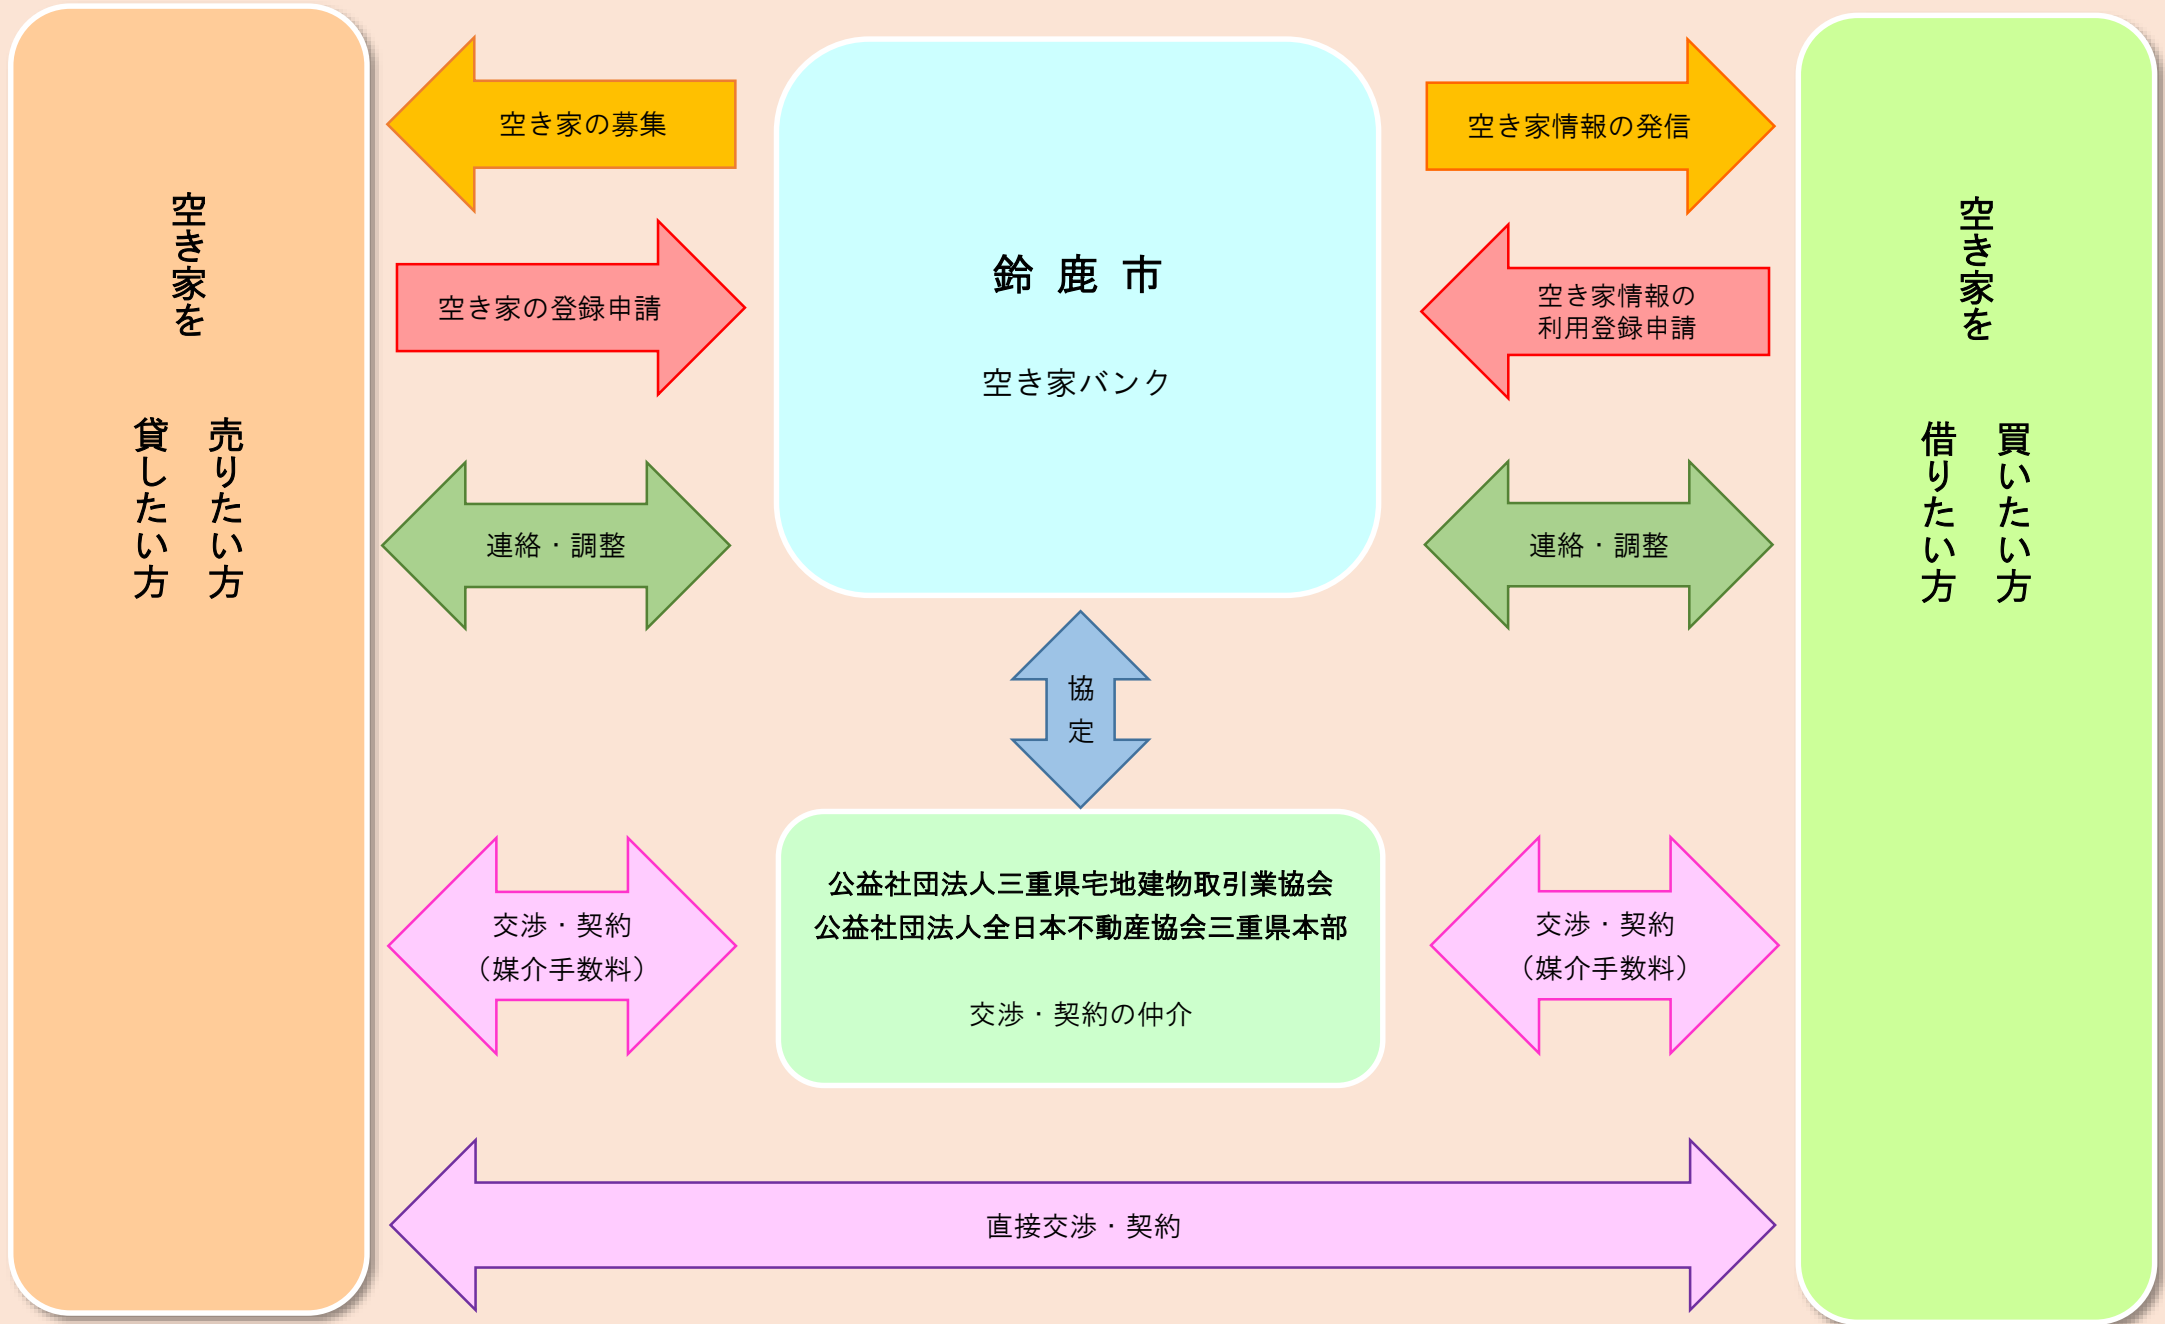 空き家を
売りたい方
貸したい方
空き家の募集
空き家の登録申請
連絡・調整
鈴 鹿 市
空き家バンク
空き家情報の発信
空き家情報の
利用登録申請
連絡・調整
協
定
交渉・契約
（媒介手数料）
公益社団法人三重県宅地建物取引業協会
公益社団法人全日本不動産協会三重県本部
交渉・契約の仲介
交渉・契約
（媒介手数料）
直接交渉・契約
空き家を
買いたい方
借りたい方